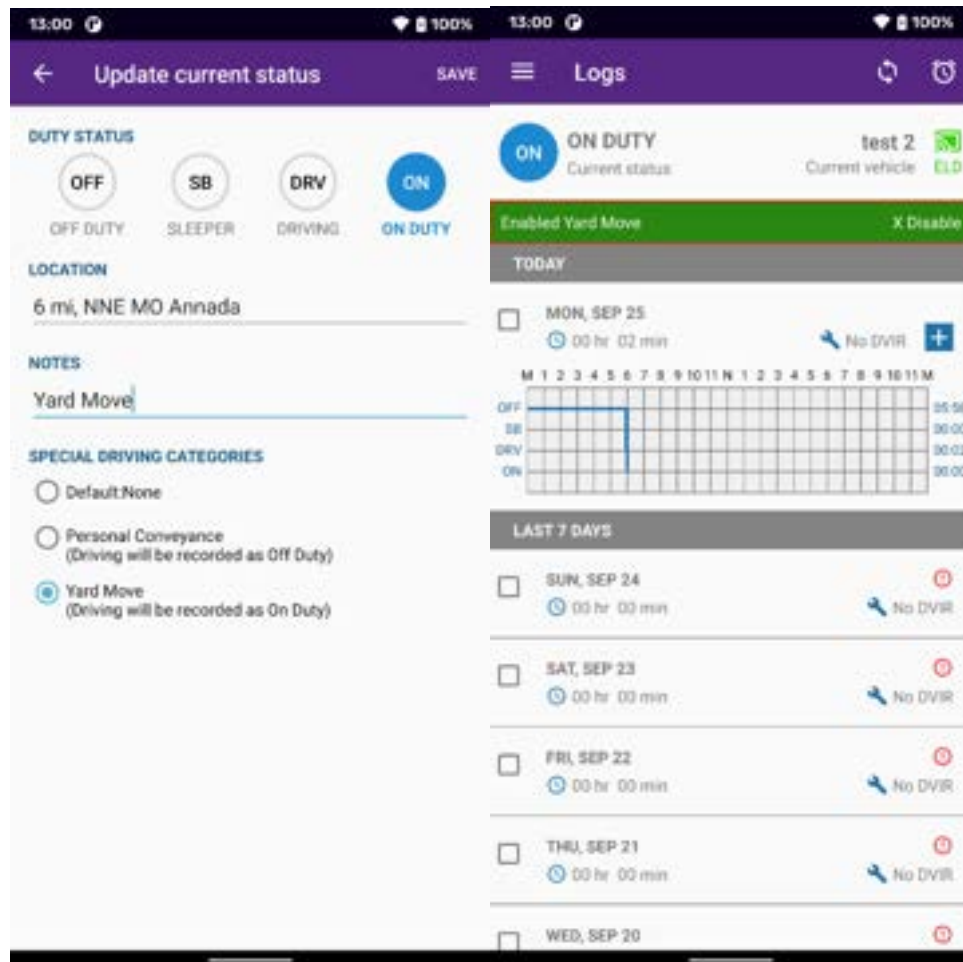 13:00 100%
Update current status SAVE
DUTY STATUS
OFF SB DRV ON
OFF DUTY SLEEPER DRIVING ON DUTY
LOCATION
6 mi, NNE MO Annada
NOTES
Yard Move
SPECIAL DRIVING CATEGORIES
Default:None
Personal Conveyance
(Driving will be recorded as Off Duty)
Yard Move
(Driving will be recorded as On Duty)
13:00 100%
Logs
ON ON DUTY test 2
Current status Current vehicle ELD
Enabled Yard Move X Disable
TODAY
MON, SEP 25
00 hr 02 min No DVIR +
M 1 2 3 4 5 6 7 8 9 10 11 N 1 2 3 4 5 6 7 8 9 10 11 M
OFF
SB
DRV
ON
LAST 7 DAYS
SUN, SEP 24
00 hr 00 min No DVIR
SAT, SEP 23
00 hr 00 min No DVIR
FRI, SEP 22
00 hr 00 min No DVIR
THU, SEP 21
00 hr 00 min No DVIR
WED, SEP 20